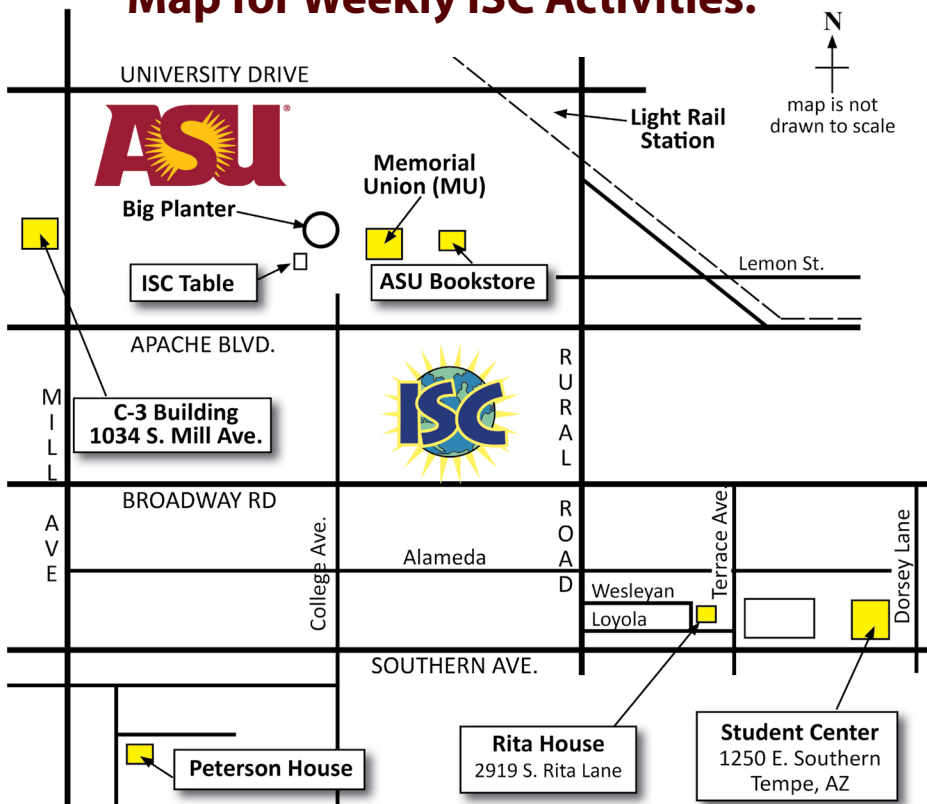 Map for Weekly ISC Activities.
N
UNIVERSITY DRIVE
map is not
drawn to scale
Light Rail
Station
ASU®
Memorial
Union (MU)
Big Planter
Lemon St.
ISC Table
ASU Bookstore
APACHE BLVD.
RURAL
ISC
MILL
C-3 Building
1034 S. Mill Ave.
BROADWAY RD
AVE
ROAD
College Ave.
Alameda
Terrace Ave.
Dorsey Lane
Wesleyan
Loyola
SOUTHERN AVE.
Rita House
2919 S. Rita Lane
Student Center
1250 E. Southern
Tempe, AZ
Peterson House